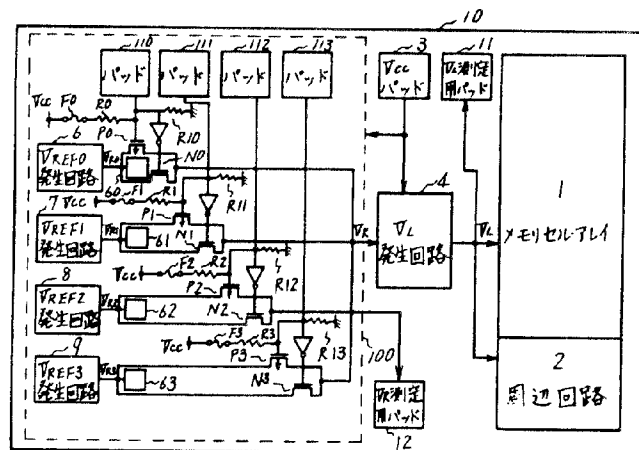 10
110
111
112
113
3
11
パッド
パッド
パッド
パッド
VCC
パッド
VL測定
用パッド
VCC F0 R0
R10
6
P0
N0
VREF0
発生回路
VR0
60
F1
R1
VCC
R11
7
P1
VREF1
発生回路
VR1
61
N1
VR
4
VL
発生回路
VL
1
メモリセル・アレイ
VCC
F2
R2
R12
8
P2
VREF2
発生回路
VR2
62
N2
VCC
F3
R3
R13
100
9
P3
VREF3
発生回路
VR3
63
N3
VR測定
用パッド
12
2
周辺回路